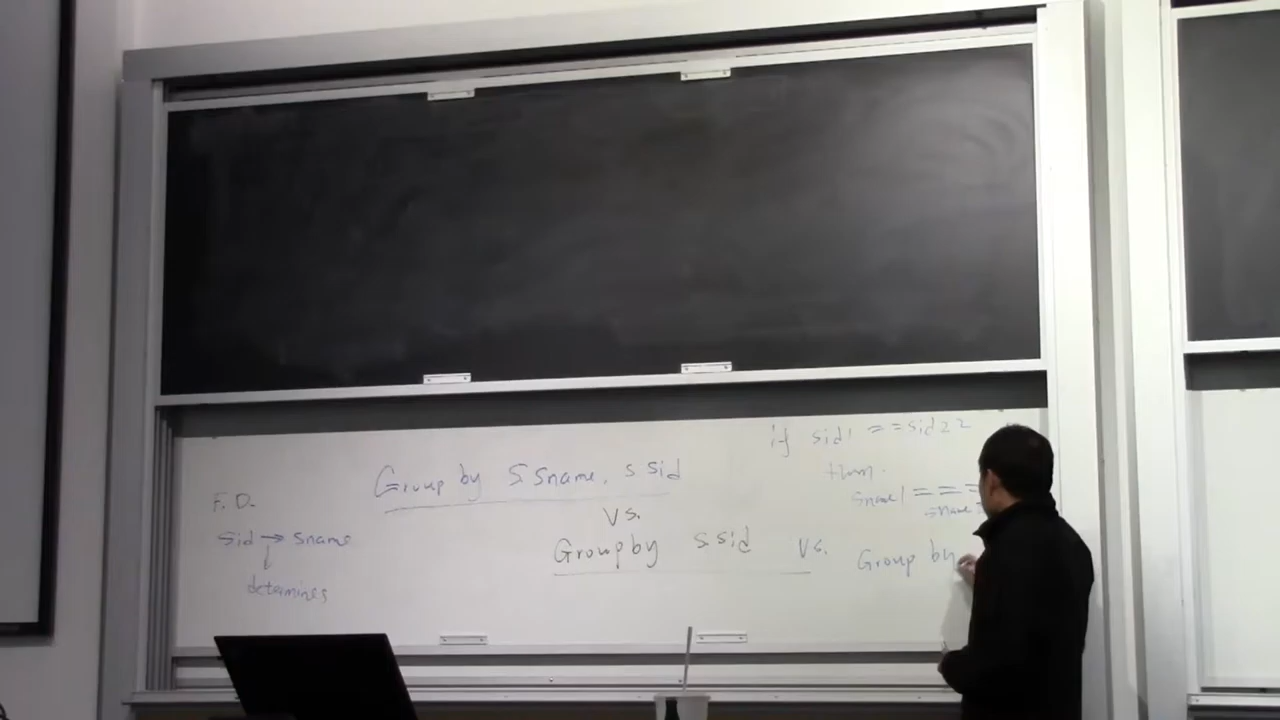 F.D.
sid → sname
↓
determines
Group by S sname, s sid
vs.
Group by s sid vs. Group by
if sid1 == sid2
then
sname1 ===
sname